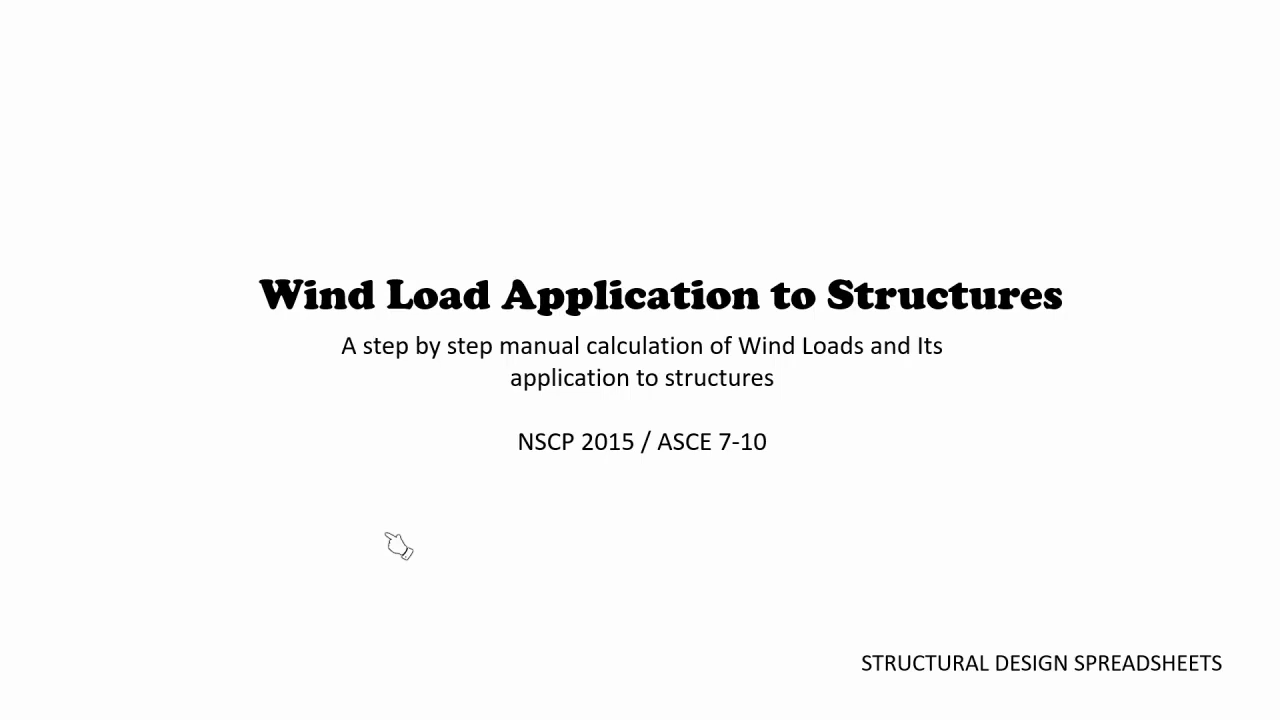 Wind Load Application to Structures
A step by step manual calculation of Wind Loads and Its
application to structures
NSCP 2015 / ASCE 7-10
STRUCTURAL DESIGN SPREADSHEETS